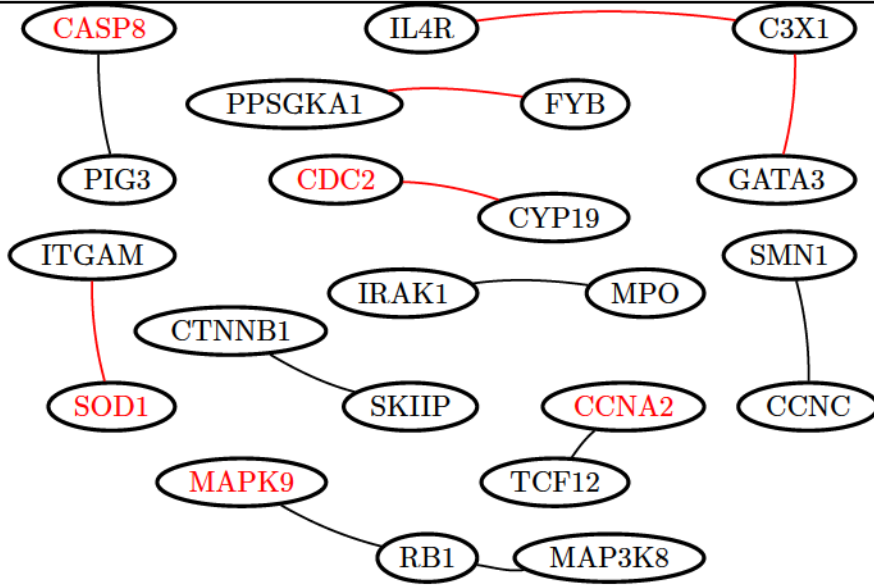 CASP8 IL4R C3X1
PPSGKA1 FYB
PIG3 CDC2 GATA3
CYP19
ITGAM SMN1
IRAK1 MPO
CTNNB1
SOD1 SKIIP CCNA2 CCNC
MAPK9 TCF12
RB1 MAP3K8